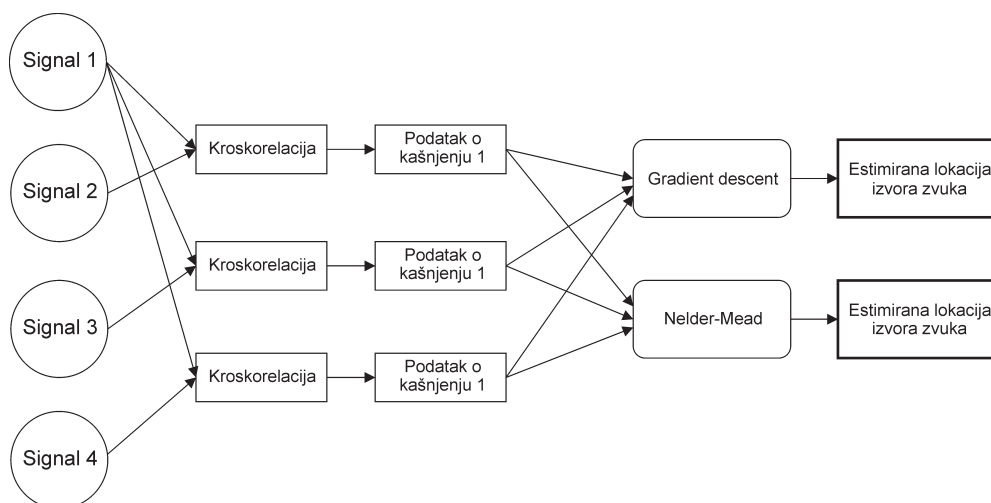 Signal 1
Signal 2
Signal 3
Signal 4
Kroskorelacija
Kroskorelacija
Kroskorelacija
Podatak o
kašnjenju 1
Podatak o
kašnjenju 1
Podatak o
kašnjenju 1
Gradient descent
Nelder-Mead
Estimirana lokacija
izvora zvuka
Estimirana lokacija
izvora zvuka